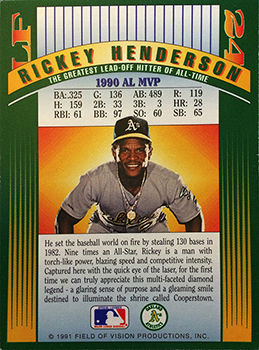 LF
24
RICKEY HENDERSON
THE GREATEST LEAD-OFF HITTER OF ALL-TIME
1990 AL MVP
BA:.325 G: 136 AB: 489 R: 119
H: 159 2B: 33 3B: 3 HR: 28
RBI: 61 BB: 97 SO: 60 SB: 65
A's
He set the baseball world on fire by stealing 130 bases in
1982. Nine times an All-Star, Rickey is a man with
torch-like power, blazing speed and competitive intensity.
Captured here with the quick eye of the laser, for the first
time we can truly appreciate this multi-faceted diamond
legend - a glaring sense of purpose and a gleaming smile
destined to illuminate the shrine called Cooperstown.
© 1991 FIELD OF VISION PRODUCTIONS, INC.